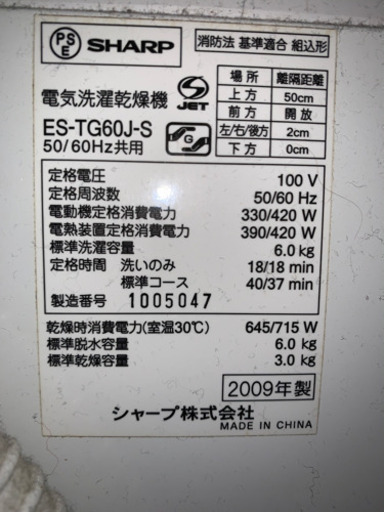 PSE SHARP
消防法 基準適合 組込形
場所 離隔距離
上方 50cm
前方 開放
左/右/後方 2cm
下方 0cm
電気洗濯乾燥機 S JET
ES-TG60J-S
50/60Hz共用 G
定格電圧 100 V
定格周波数 50/60 Hz
電動機定格消費電力 330/420 W
電熱装置定格消費電力 390/420 W
標準洗濯容量 6.0 kg
定格時間 洗いのみ 18/18 min
標準コース 40/37 min
製造番号 1005047
乾燥時消費電力(室温30℃) 645/715 W
標準脱水容量 6.0 kg
標準乾燥容量 3.0 kg
2009年製
シャープ株式会社
MADE IN CHINA